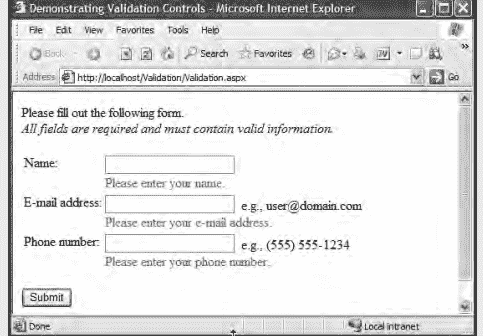 Demonstrating Validation Controls - Microsoft Internet Explorer
File Edit View Favorites Tools Help
Back Search Favorites
Address http://localhost/Validation/Validation.aspx Go
Please fill out the following form.
All fields are required and must contain valid information.
Name:
Please enter your name.
E-mail address: e.g., user@domain.com
Please enter your e-mail address.
Phone number: e.g., (555) 555-1234
Please enter your phone number.
Submit
Done Local intranet